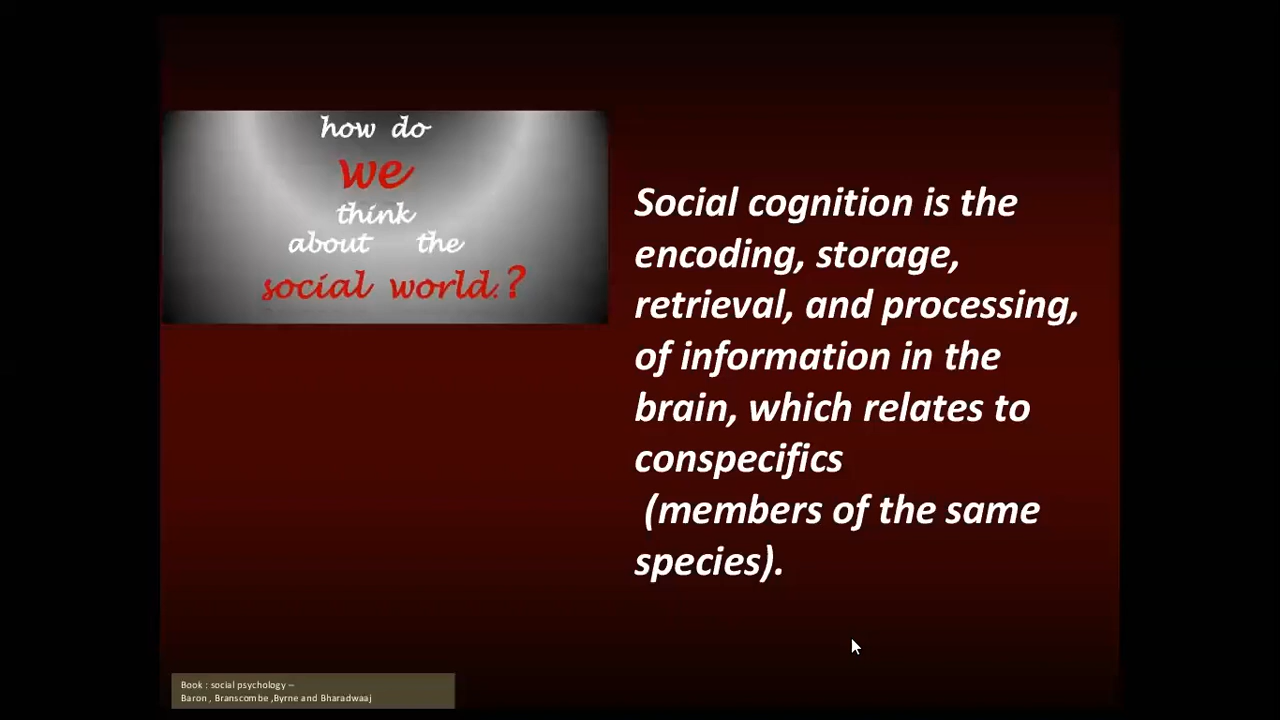 how do
we
think
about the
social world.?
Social cognition is the
encoding, storage,
retrieval, and processing,
of information in the
brain, which relates to
conspecifics
(members of the same
species).
Book : social psychology –
Baron , Branscombe ,Byrne and Bharadwaaj